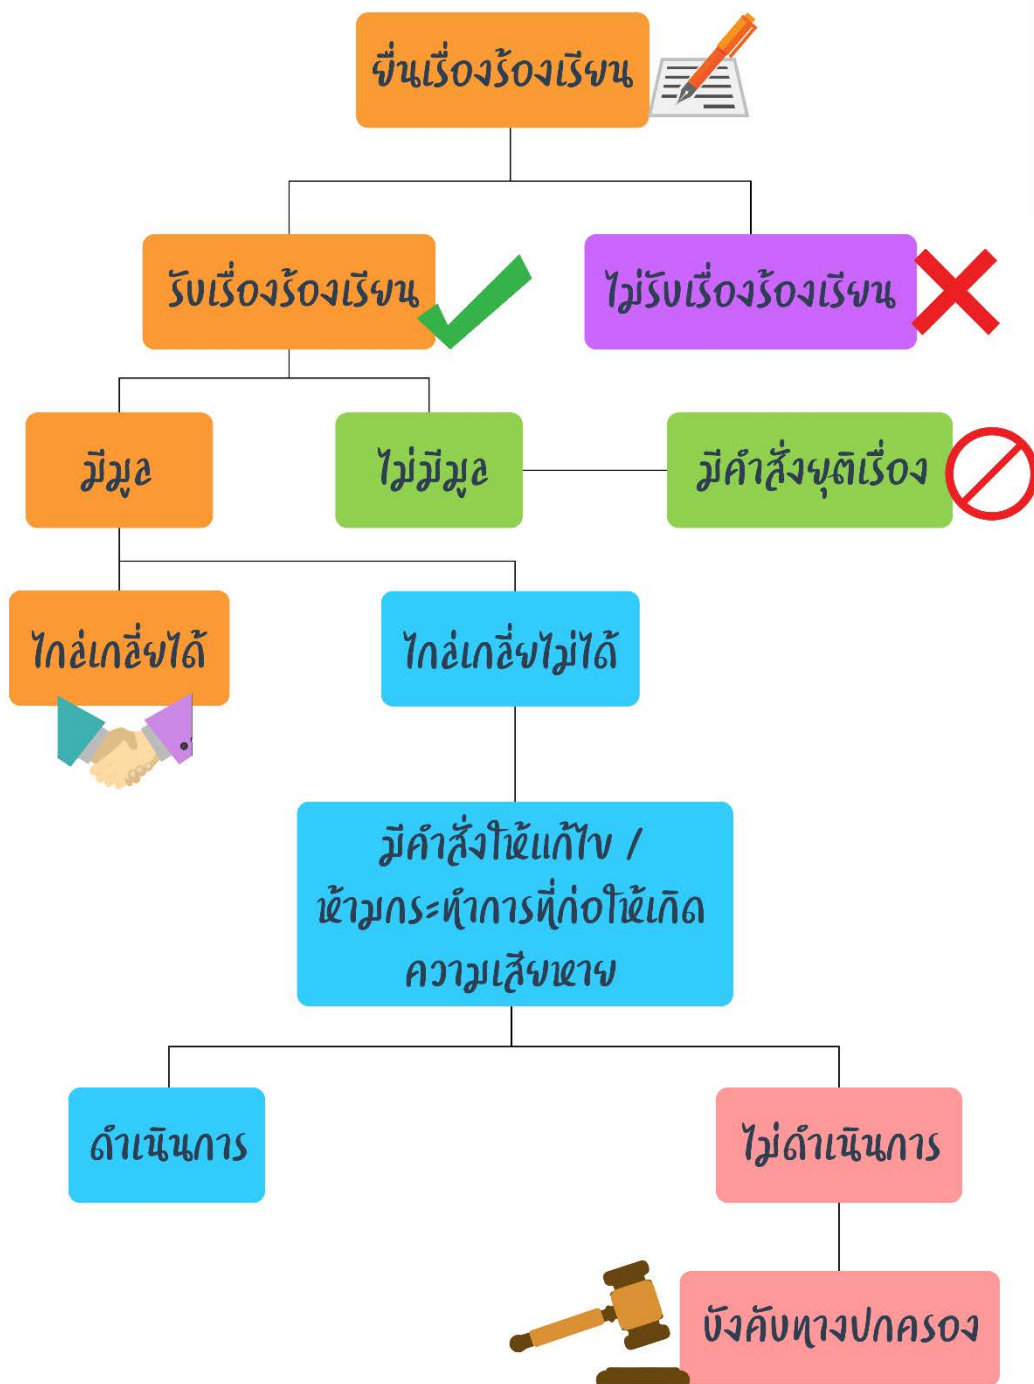 ยื่นเรื่องร้องเรียน
รับเรื่องร้องเรียน
ไม่รับเรื่องร้องเรียน
มีมูล
ไม่มีมูล
มีคำสั่งยุติเรื่อง
ไกล่เกลี่ยได้
ไกล่เกลี่ยไม่ได้
มีคำสั่งให้แก้ไข /
ห้ามกระทำการที่ก่อให้เกิด
ความเสียหาย
ดำเนินการ
ไม่ดำเนินการ
บังคับทางปกครอง